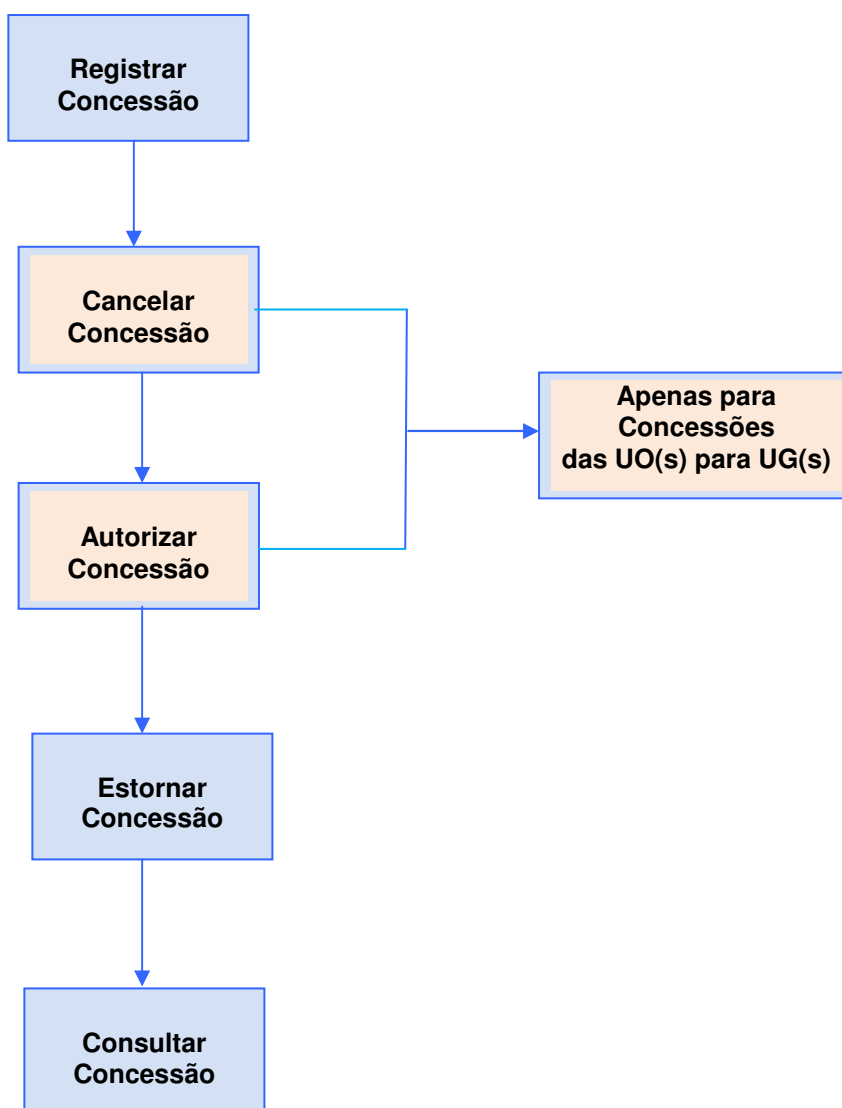 Registrar
Concessão
Cancelar
Concessão
Apenas para
Concessões
das UO(s) para UG(s)
Autorizar
Concessão
Estornar
Concessão
Consultar
Concessão